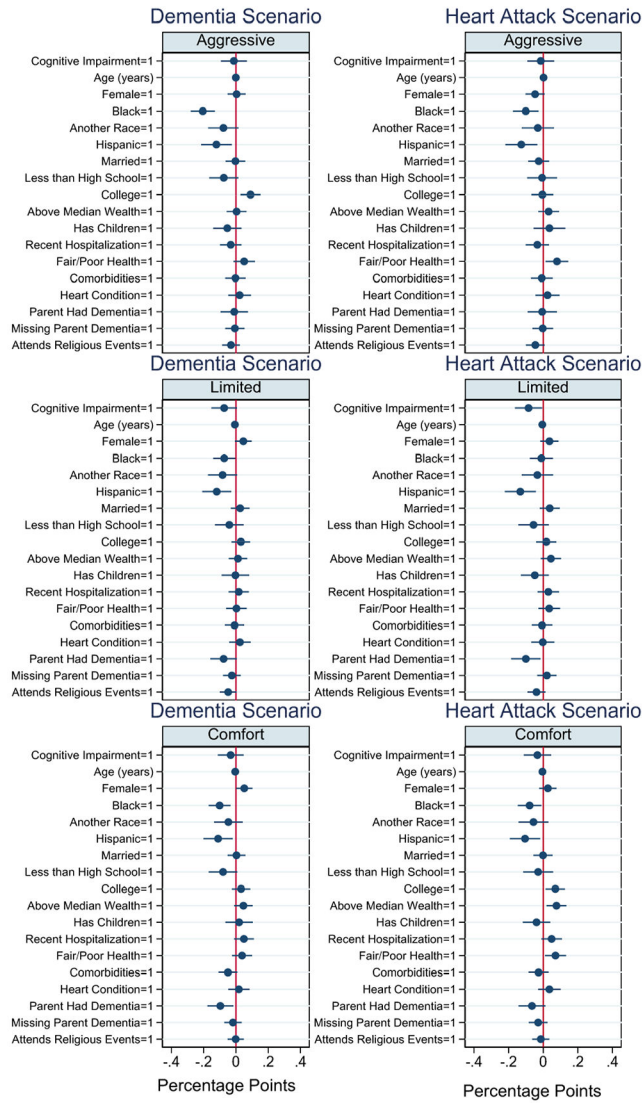 Dementia Scenario
Aggressive
Cognitive Impairment=1
Age (years)
Female=1
Black=1
Another Race=1
Hispanic=1
Married=1
Less than High School=1
College=1
Above Median Wealth=1
Has Children=1
Recent Hospitalization=1
Fair/Poor Health=1
Comorbidities=1
Heart Condition=1
Parent Had Dementia=1
Missing Parent Dementia=1
Attends Religious Events=1
Heart Attack Scenario
Aggressive
Cognitive Impairment=1
Age (years)
Female=1
Black=1
Another Race=1
Hispanic=1
Married=1
Less than High School=1
College=1
Above Median Wealth=1
Has Children=1
Recent Hospitalization=1
Fair/Poor Health=1
Comorbidities=1
Heart Condition=1
Parent Had Dementia=1
Missing Parent Dementia=1
Attends Religious Events=1
Dementia Scenario
Limited
Cognitive Impairment=1
Age (years)
Female=1
Black=1
Another Race=1
Hispanic=1
Married=1
Less than High School=1
College=1
Above Median Wealth=1
Has Children=1
Recent Hospitalization=1
Fair/Poor Health=1
Comorbidities=1
Heart Condition=1
Parent Had Dementia=1
Missing Parent Dementia=1
Attends Religious Events=1
Heart Attack Scenario
Limited
Cognitive Impairment=1
Age (years)
Female=1
Black=1
Another Race=1
Hispanic=1
Married=1
Less than High School=1
College=1
Above Median Wealth=1
Has Children=1
Recent Hospitalization=1
Fair/Poor Health=1
Comorbidities=1
Heart Condition=1
Parent Had Dementia=1
Missing Parent Dementia=1
Attends Religious Events=1
Dementia Scenario
Comfort
Cognitive Impairment=1
Age (years)
Female=1
Black=1
Another Race=1
Hispanic=1
Married=1
Less than High School=1
College=1
Above Median Wealth=1
Has Children=1
Recent Hospitalization=1
Fair/Poor Health=1
Comorbidities=1
Heart Condition=1
Parent Had Dementia=1
Missing Parent Dementia=1
Attends Religious Events=1
-.4 -.2 0 .2 .4
Percentage Points
Heart Attack Scenario
Comfort
Cognitive Impairment=1
Age (years)
Female=1
Black=1
Another Race=1
Hispanic=1
Married=1
Less than High School=1
College=1
Above Median Wealth=1
Has Children=1
Recent Hospitalization=1
Fair/Poor Health=1
Comorbidities=1
Heart Condition=1
Parent Had Dementia=1
Missing Parent Dementia=1
Attends Religious Events=1
-.4 -.2 0 .2 .4
Percentage Points